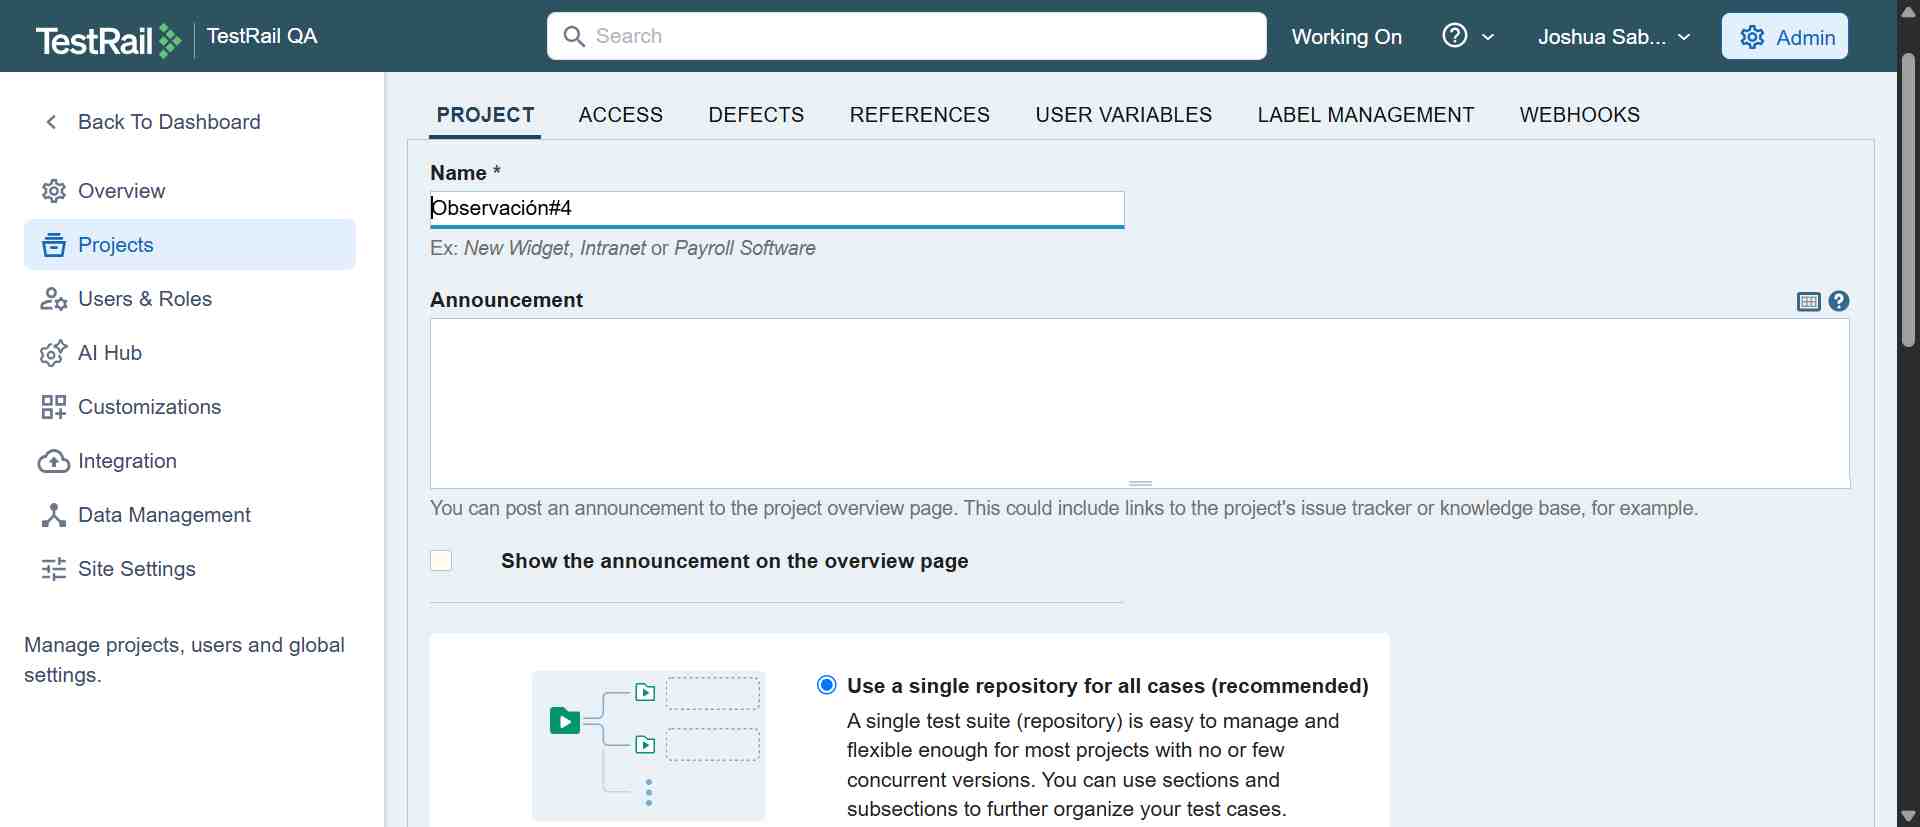 TestRail
TestRail QA
Search
Working On
Joshua Sab...
Admin
Back To Dashboard
Overview
Projects
Users & Roles
AI Hub
Customizations
Integration
Data Management
Site Settings
Manage projects, users and global
settings.
PROJECT
ACCESS
DEFECTS
REFERENCES
USER VARIABLES
LABEL MANAGEMENT
WEBHOOKS
Name *
Observación#4
Ex: New Widget, Intranet or Payroll Software
Announcement
You can post an announcement to the project overview page. This could include links to the project's issue tracker or knowledge base, for example.
Show the announcement on the overview page
Use a single repository for all cases (recommended)
A single test suite (repository) is easy to manage and
flexible enough for most projects with no or few
concurrent versions. You can use sections and
subsections to further organize your test cases.